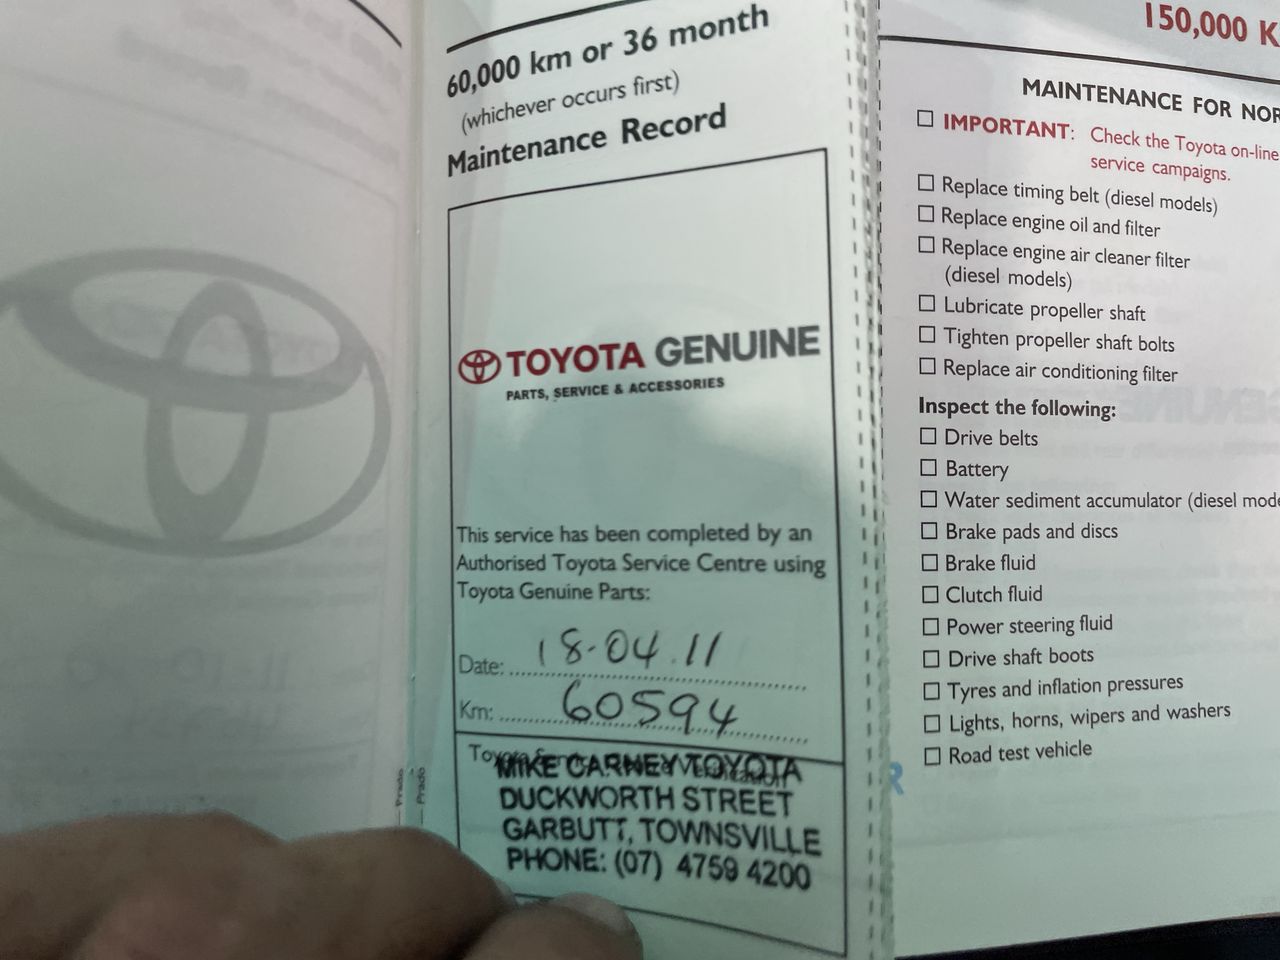 60,000 km or 36 month
(whichever occurs first)
Maintenance Record
TOYOTA GENUINE
PARTS, SERVICE & ACCESSORIES
This service has been completed by an
Authorised Toyota Service Centre using
Toyota Genuine Parts:
Date: 18-04.11
Km: 60594
MIKE CARNEY TOYOTA
DUCKWORTH STREET
GARBUTT, TOWNSVILLE
PHONE: (07) 4759 4200
Prado
Prado
150,000 K
MAINTENANCE FOR NOR
IMPORTANT: Check the Toyota on-line
service campaigns.
Replace timing belt (diesel models)
Replace engine oil and filter
Replace engine air cleaner filter
(diesel models)
Lubricate propeller shaft
Tighten propeller shaft bolts
Replace air conditioning filter
Inspect the following:
Drive belts
Battery
Water sediment accumulator (diesel mode
Brake pads and discs
Brake fluid
Clutch fluid
Power steering fluid
Drive shaft boots
Tyres and inflation pressures
Lights, horns, wipers and washers
Road test vehicle